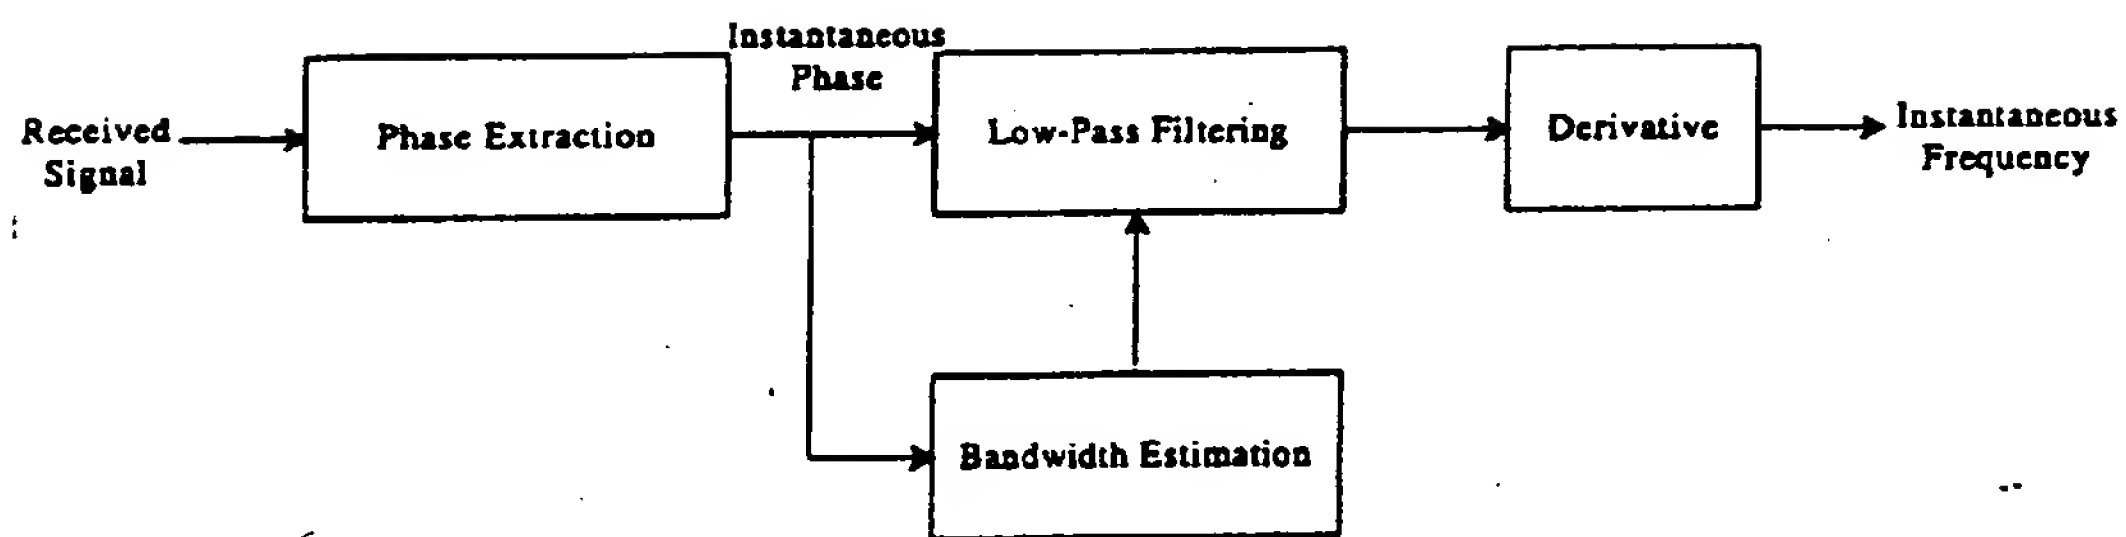 Instantaneous
Phase
Received
Signal
Phase Extraction
Low-Pass Filtering
Derivative
Instantaneous
Frequency
Bandwidth Estimation